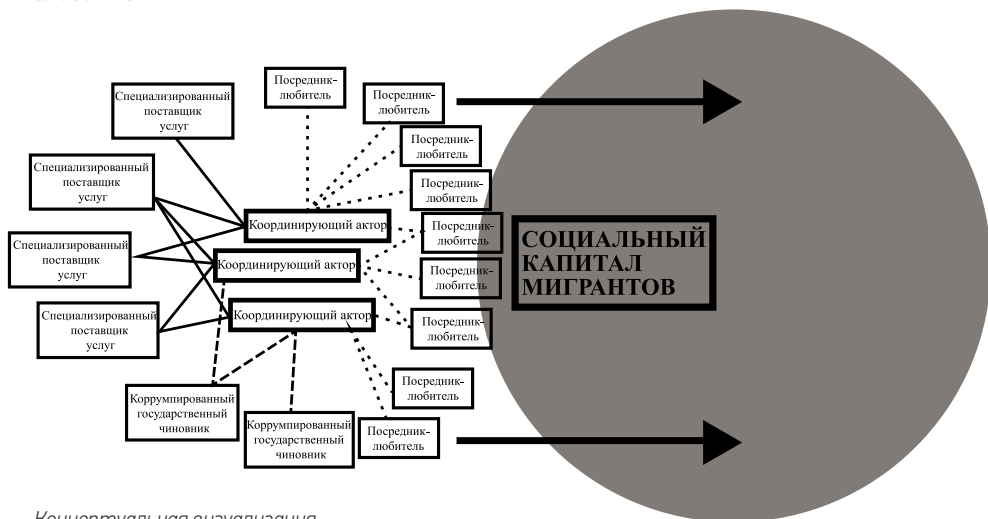 Посредник-
любитель
Посредник-
любитель
Специализированный
поставщик
услуг
Посредник-
любитель
Специализированный
поставщик
услуг
Посредник-
любитель
Координирующий актор
Посредник-
любитель
СОЦИАЛЬНЫЙ
КАПИТАЛ
МИГРАНТОВ
Специализированный
поставщик
услуг
Координирующий актор
Посредник-
любитель
Специализированный
поставщик
услуг
Координирующий актор
Посредник-
любитель
Посредник-
любитель
Коррумпированный
государственный
чиновник
Коррумпированный
государственный
чиновник
Посредник-
любитель